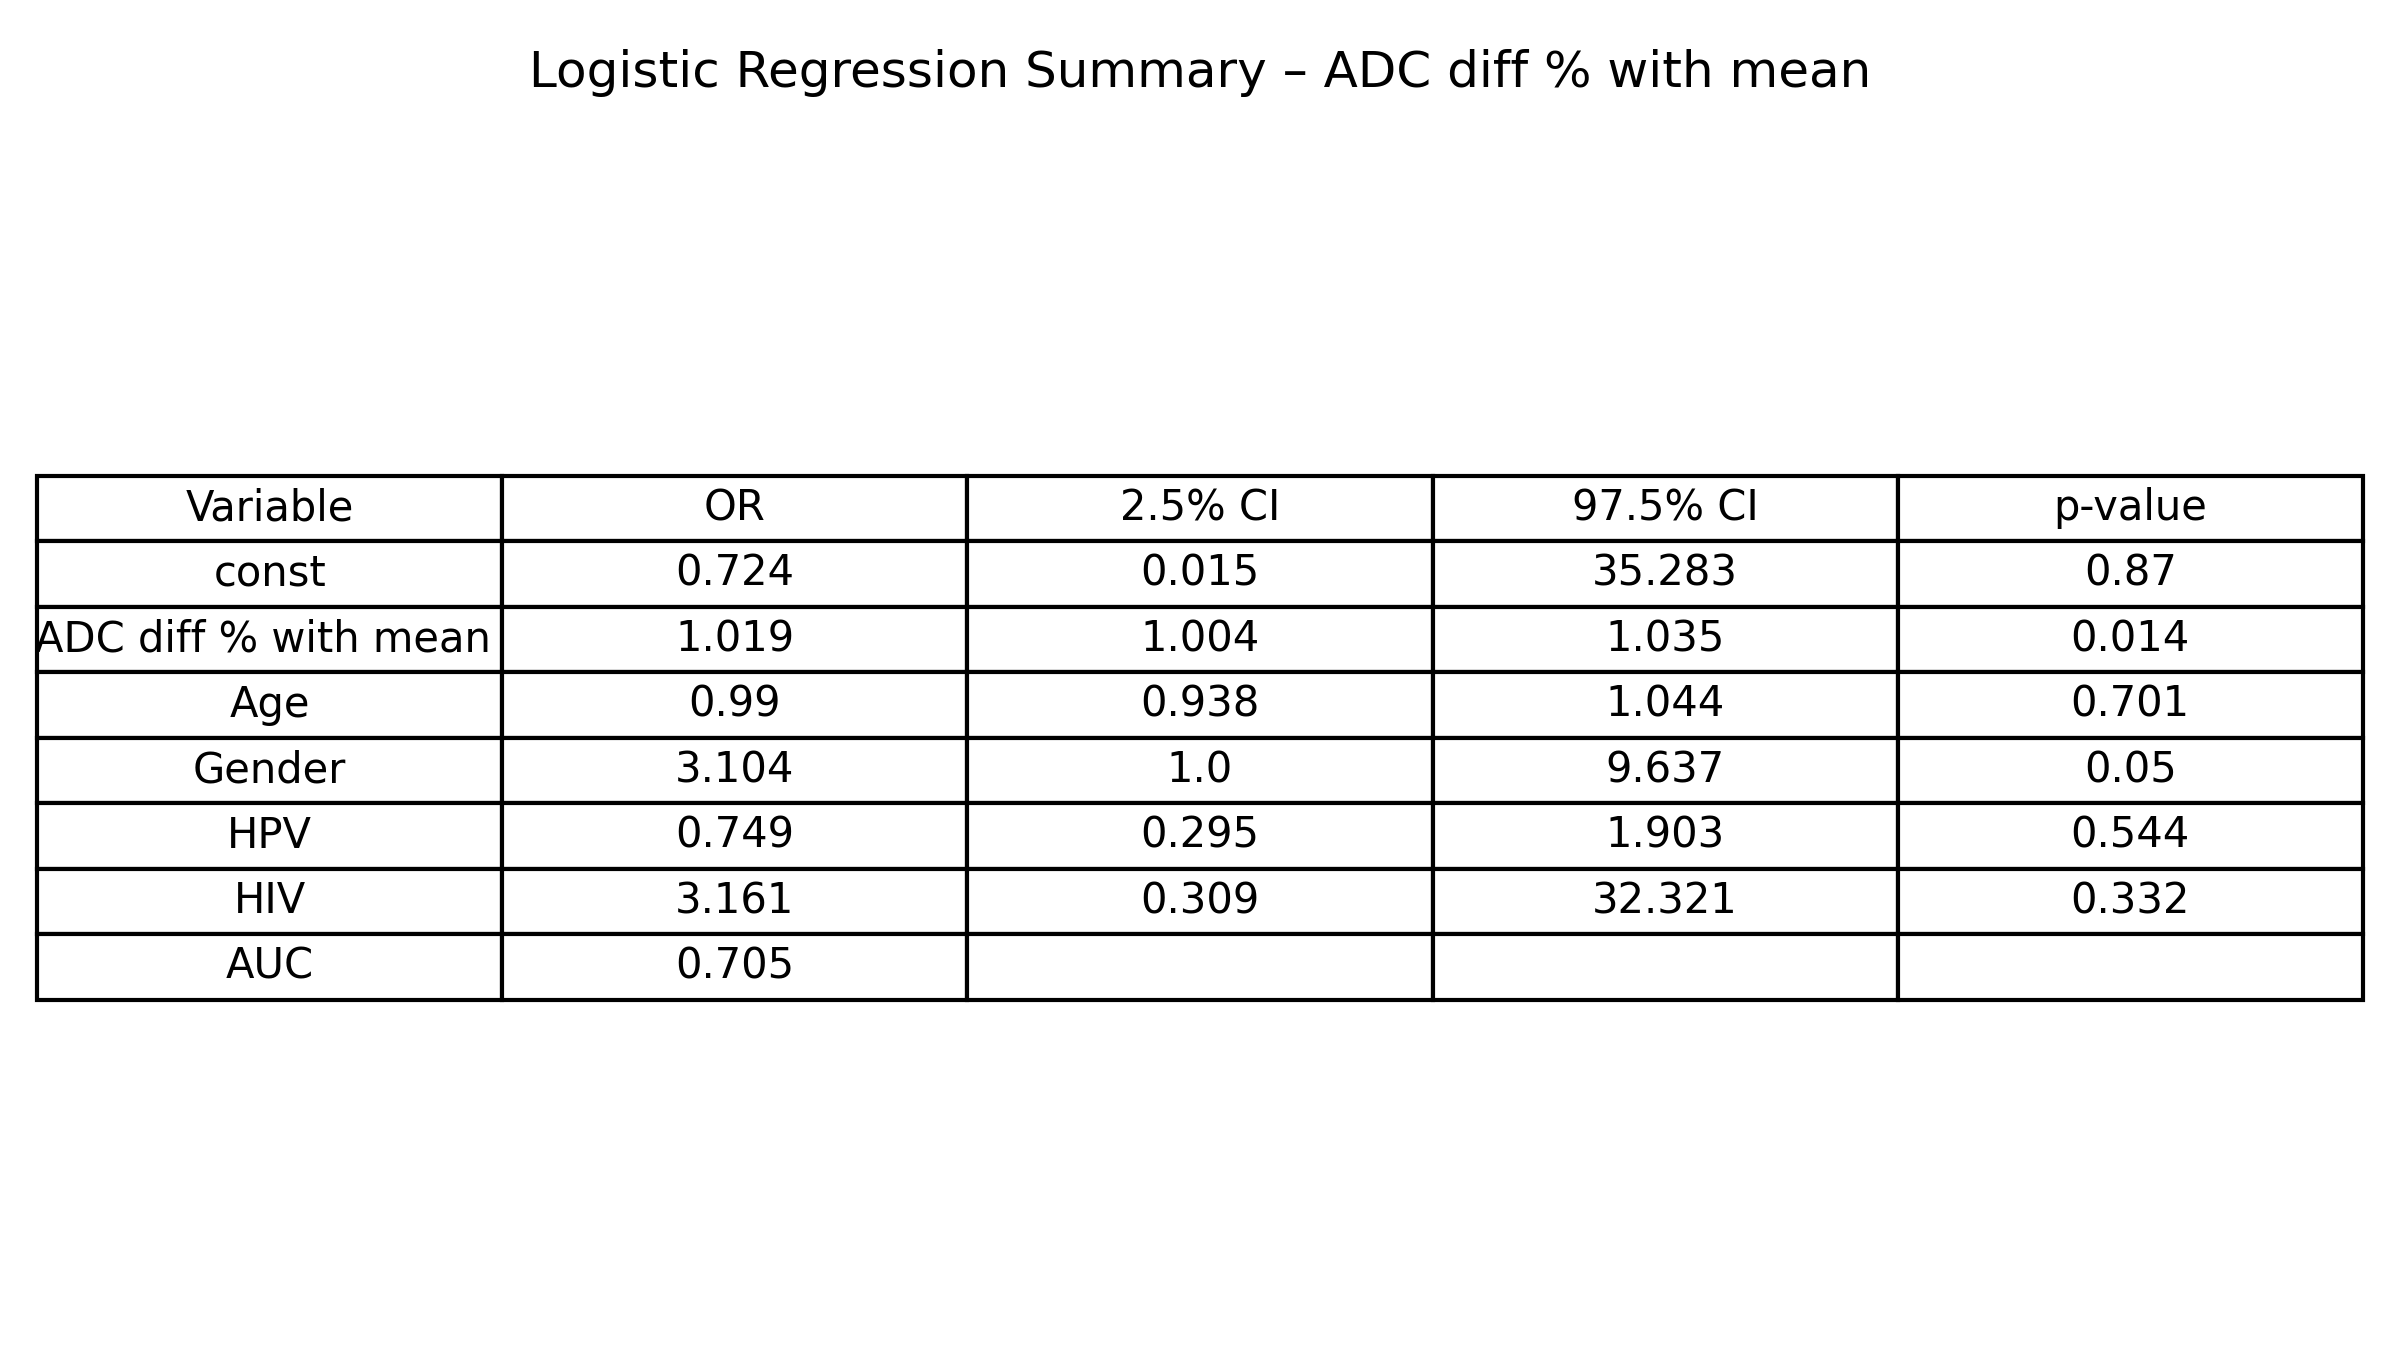 Logistic Regression Summary – ADC diff % with mean
Variable OR 2.5% CI 97.5% CI p-value
const 0.724 0.015 35.283 0.87
ADC diff % with mean 1.019 1.004 1.035 0.014
Age 0.99 0.938 1.044 0.701
Gender 3.104 1.0 9.637 0.05
HPV 0.749 0.295 1.903 0.544
HIV 3.161 0.309 32.321 0.332
AUC 0.705